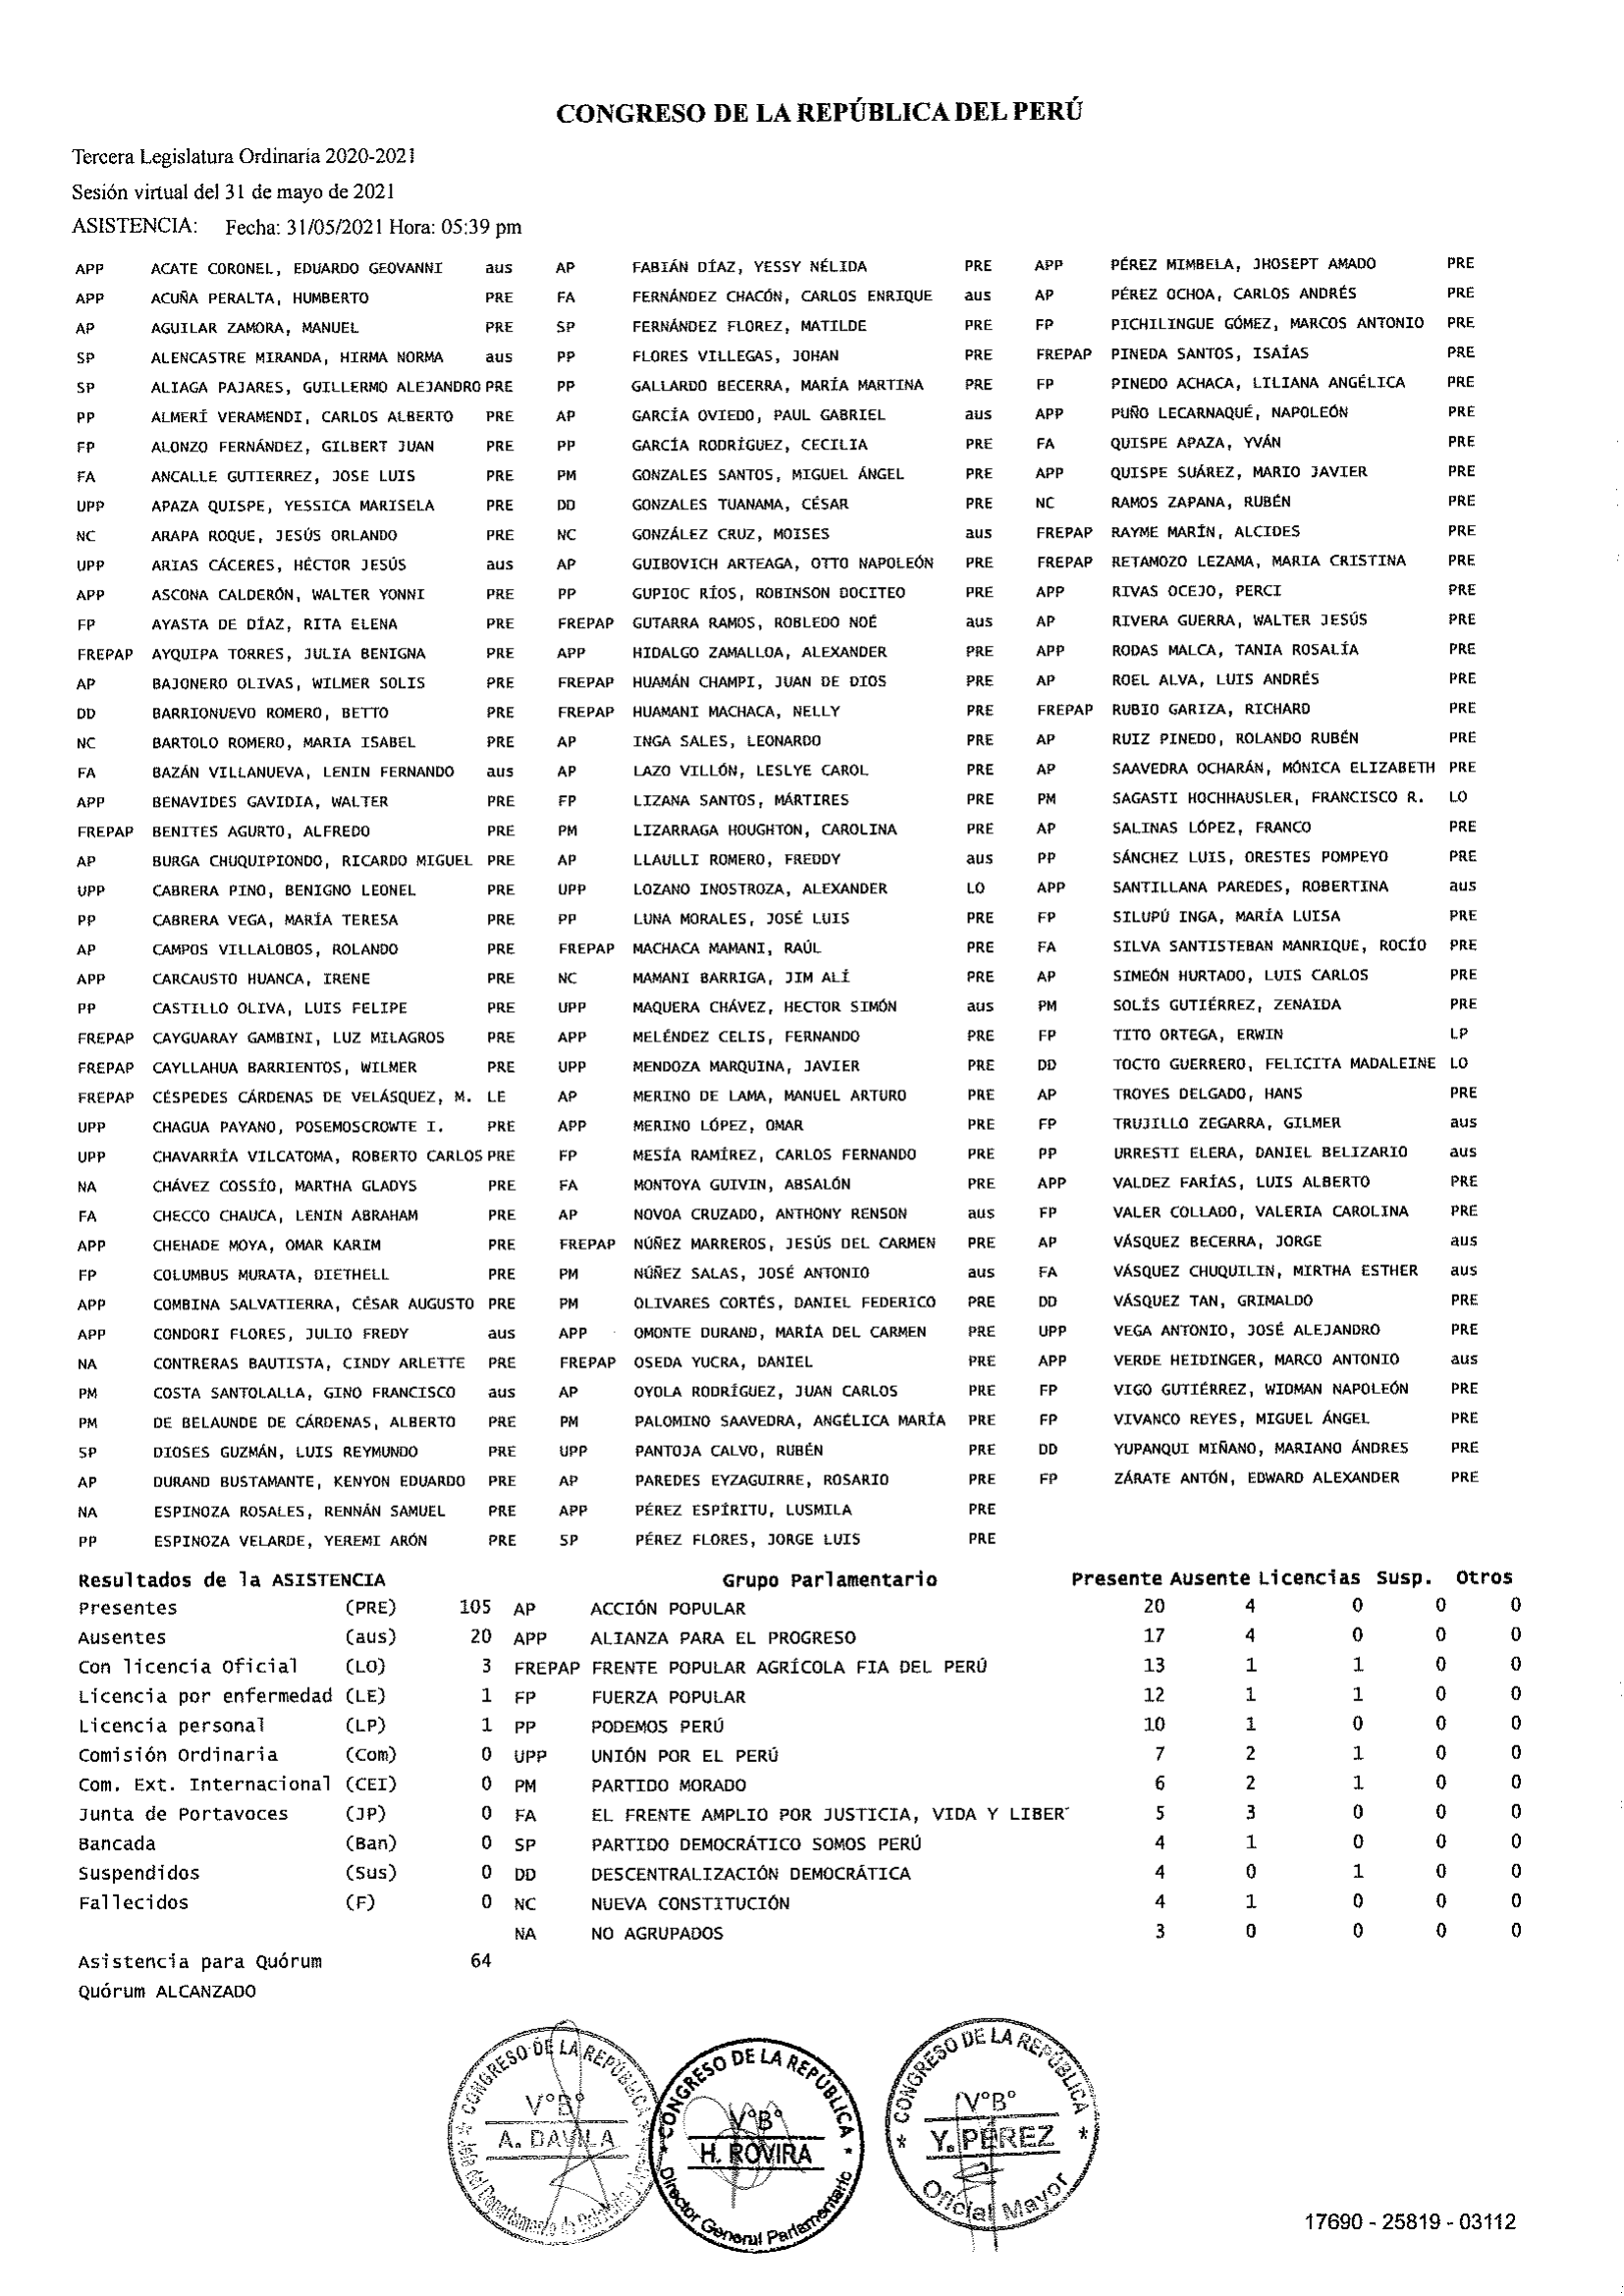 CONGRESO DE LA REPÚBLICA DEL PERÚ
Tercera Legislatura Ordinaria 2020-2021
Sesión virtual del 31 de mayo de 2021
ASISTENCIA: Fecha: 31/05/2021 Hora: 05:39 pm
APP ACATE CORONEL, EDUARDO GEOVANNI aus
APP ACUÑA PERALTA, HUMBERTO PRE
AP AGUILAR ZAMORA, MANUEL PRE
SP ALENCASTRE MIRANDA, HIRMA NORMA aus
SP ALIAGA PAJARES, GUILLERMO ALEJANDRO PRE
PP ALMERÍ VERAMENDI, CARLOS ALBERTO PRE
FP ALONZO FERNÁNDEZ, GILBERT JUAN PRE
FA ANCALLE GUTIERREZ, JOSE LUIS PRE
UPP APAZA QUISPE, YESSICA MARISELA PRE
NC ARAPA ROQUE, JESÚS ORLANDO PRE
UPP ARIAS CÁCERES, HÉCTOR JESÚS aus
APP ASCONA CALDERÓN, WALTER YONNI PRE
FP AYASTA DE DÍAZ, RITA ELENA PRE
FREPAP AYQUIPA TORRES, JULIA BENIGNA PRE
AP BAJONERO OLIVAS, WILMER SOLIS PRE
DD BARRIONUEVO ROMERO, BETTO PRE
NC BARTOLO ROMERO, MARIA ISABEL PRE
FA BAZÁN VILLANUEVA, LENIN FERNANDO aus
APP BENAVIDES GAVIDIA, WALTER PRE
FREPAP BENITES AGURTO, ALFREDO PRE
AP BURGA CHUQUIPIONDO, RICARDO MIGUEL PRE
UPP CABRERA PINO, BENIGNO LEONEL PRE
PP CABRERA VEGA, MARÍA TERESA PRE
AP CAMPOS VILLALOBOS, ROLANDO PRE
APP CARCAUSTO HUANCA, IRENE PRE
PP CASTILLO OLIVA, LUIS FELIPE PRE
FREPAP CAYGUARAY GAMBINI, LUZ MILAGROS PRE
FREPAP CAYLLAHUA BARRIENTOS, WILMER PRE
FREPAP CÉSPEDES CÁRDENAS DE VELÁSQUEZ, M. LE
UPP CHAGUA PAYANO, POSEMOSCROWTE I. PRE
UPP CHAVARRÍA VILCATOMA, ROBERTO CARLOS PRE
NA CHÁVEZ COSSÍO, MARTHA GLADYS PRE
FA CHECCO CHAUCA, LENIN ABRAHAM PRE
APP CHEHADE MOYA, OMAR KARIM PRE
FP COLUMBUS MURATA, DIETHELL PRE
APP COMBINA SALVATIERRA, CÉSAR AUGUSTO PRE
APP CONDORI FLORES, JULIO FREDY aus
NA CONTRERAS BAUTISTA, CINDY ARLETTE PRE
PM COSTA SANTOLALLA, GINO FRANCISCO aus
PM DE BELAUNDE DE CÁRDENAS, ALBERTO PRE
SP DIOSES GUZMÁN, LUIS REYMUNDO PRE
AP DURAND BUSTAMANTE, KENYON EDUARDO PRE
NA ESPINOZA ROSALES, RENNÁN SAMUEL PRE
PP ESPINOZA VELARDE, YEREMI ARÓN PRE
AP FABIÁN DÍAZ, YESSY NÉLIDA PRE
FA FERNÁNDEZ CHACÓN, CARLOS ENRIQUE aus
SP FERNÁNDEZ FLOREZ, MATILDE PRE
PP FLORES VILLEGAS, JOHAN PRE
PP GALLARDO BECERRA, MARÍA MARTINA PRE
AP GARCÍA OVIEDO, PAUL GABRIEL aus
PP GARCÍA RODRÍGUEZ, CECILIA PRE
PM GONZALES SANTOS, MIGUEL ÁNGEL PRE
DD GONZALES TUANAMA, CÉSAR PRE
NC GONZÁLEZ CRUZ, MOISES aus
AP GUIBOVICH ARTEAGA, OTTO NAPOLEÓN PRE
PP GUPIOC RÍOS, ROBINSON DOCITEO PRE
FREPAP GUTARRA RAMOS, ROBLEDO NOÉ aus
APP HIDALGO ZAMALLOA, ALEXANDER PRE
FREPAP HUAMÁN CHAMPI, JUAN DE DIOS PRE
FREPAP HUAMANI MACHACA, NELLY PRE
AP INGA SALES, LEONARDO PRE
AP LAZO VILLÓN, LESLYE CAROL PRE
FP LIZANA SANTOS, MÁRTIRES PRE
PM LIZARRAGA HOUGHTON, CAROLINA PRE
AP LLAULLI ROMERO, FREDDY aus
UPP LOZANO INOSTROZA, ALEXANDER LO
PP LUNA MORALES, JOSÉ LUIS PRE
FREPAP MACHACA MAMANI, RAÚL PRE
NC MAMANI BARRIGA, JIM ALÍ PRE
UPP MAQUERA CHÁVEZ, HECTOR SIMÓN aus
APP MELÉNDEZ CELIS, FERNANDO PRE
UPP MENDOZA MARQUINA, JAVIER PRE
AP MERINO DE LAMA, MANUEL ARTURO PRE
APP MERINO LÓPEZ, OMAR PRE
FP MESÍA RAMÍREZ, CARLOS FERNANDO PRE
FA MONTOYA GUIVIN, ABSALÓN PRE
AP NOVOA CRUZADO, ANTHONY RENSON aus
FREPAP NÚÑEZ MARREROS, JESÚS DEL CARMEN PRE
PM NÚÑEZ SALAS, JOSÉ ANTONIO aus
PM OLIVARES CORTÉS, DANIEL FEDERICO PRE
APP OMONTE DURAND, MARÍA DEL CARMEN PRE
FREPAP OSEDA YUCRA, DANIEL PRE
AP OYOLA RODRÍGUEZ, JUAN CARLOS PRE
PM PALOMINO SAAVEDRA, ANGÉLICA MARÍA PRE
UPP PANTOJA CALVO, RUBÉN PRE
AP PAREDES EYZAGUIRRE, ROSARIO PRE
APP PÉREZ ESPÍRITU, LUSMILA PRE
SP PÉREZ FLORES, JORGE LUIS PRE
APP PÉREZ MIMBELA, JHOSEPT AMADO PRE
AP PÉREZ OCHOA, CARLOS ANDRÉS PRE
FP PICHILINGUE GÓMEZ, MARCOS ANTONIO PRE
FREPAP PINEDA SANTOS, ISAÍAS PRE
FP PINEDO ACHACA, LILIANA ANGÉLICA PRE
APP PUÑO LECARNAQUÉ, NAPOLEÓN PRE
FA QUISPE APAZA, YVÁN PRE
APP QUISPE SUÁREZ, MARIO JAVIER PRE
NC RAMOS ZAPANA, RUBÉN PRE
FREPAP RAYME MARÍN, ALCIDES PRE
FREPAP RETAMOZO LEZAMA, MARIA CRISTINA PRE
APP RIVAS OCEJO, PERCI PRE
AP RIVERA GUERRA, WALTER JESÚS PRE
APP RODAS MALCA, TANIA ROSALÍA PRE
AP ROEL ALVA, LUIS ANDRÉS PRE
FREPAP RUBIO GARIZA, RICHARD PRE
AP RUIZ PINEDO, ROLANDO RUBÉN PRE
AP SAAVEDRA OCHARÁN, MÓNICA ELIZABETH PRE
PM SAGASTI HOCHHAUSLER, FRANCISCO R. LO
AP SALINAS LÓPEZ, FRANCO PRE
PP SÁNCHEZ LUIS, ORESTES POMPEYO PRE
APP SANTILLANA PAREDES, ROBERTINA aus
FP SILUPÚ INGA, MARÍA LUISA PRE
FA SILVA SANTISTEBAN MANRIQUE, ROCÍO PRE
AP SIMEÓN HURTADO, LUIS CARLOS PRE
PM SOLÍS GUTIÉRREZ, ZENAIDA PRE
FP TITO ORTEGA, ERWIN LP
DD TOCTO GUERRERO, FELICITA MADALEINE LO
AP TROYES DELGADO, HANS PRE
FP TRUJILLO ZEGARRA, GILMER aus
PP URRESTI ELERA, DANIEL BELIZARIO aus
APP VALDEZ FARÍAS, LUIS ALBERTO PRE
FP VALER COLLADO, VALERIA CAROLINA PRE
AP VÁSQUEZ BECERRA, JORGE aus
FA VÁSQUEZ CHUQUILIN, MIRTHA ESTHER aus
DD VÁSQUEZ TAN, GRIMALDO PRE
UPP VEGA ANTONIO, JOSÉ ALEJANDRO PRE
APP VERDE HEIDINGER, MARCO ANTONIO aus
FP VIGO GUTIÉRREZ, WIDMAN NAPOLEÓN PRE
FP VIVANCO REYES, MIGUEL ÁNGEL PRE
DD YUPANQUI MIÑANO, MARIANO ÁNDRES PRE
FP ZÁRATE ANTÓN, EDWARD ALEXANDER PRE
Resultados de la ASISTENCIA
Presentes (PRE) 105
Ausentes (aus) 20
Con licencia Oficial (LO) 3
Licencia por enfermedad (LE) 1
Licencia personal (LP) 1
Comisión Ordinaria (Com) 0
Com. Ext. Internacional (CEI) 0
Junta de Portavoces (JP) 0
Bancada (Ban) 0
Suspendidos (Sus) 0
Fallecidos (F) 0
Asistencia para Quórum 64
Quórum ALCANZADO
Grupo Parlamentario Presente Ausente Licencias Susp. Otros
AP ACCIÓN POPULAR 20 4 0 0 0
APP ALIANZA PARA EL PROGRESO 17 4 0 0 0
FREPAP FRENTE POPULAR AGRÍCOLA FIA DEL PERÚ 13 1 1 0 0
FP FUERZA POPULAR 12 1 1 0 0
PP PODEMOS PERÚ 10 1 0 0 0
UPP UNIÓN POR EL PERÚ 7 2 1 0 0
PM PARTIDO MORADO 6 2 1 0 0
FA EL FRENTE AMPLIO POR JUSTICIA, VIDA Y LIBER 5 3 0 0 0
SP PARTIDO DEMOCRÁTICO SOMOS PERÚ 4 1 0 0 0
DD DESCENTRALIZACIÓN DEMOCRÁTICA 4 0 1 0 0
NC NUEVA CONSTITUCIÓN 4 1 0 0 0
NA NO AGRUPADOS 3 0 0 0 0
CONGRESO DE LA REPÚBLICA
V°B°
A. DAVILA
Jefe del Departamento de
CONGRESO DE LA REPÚBLICA
V°B°
H. ROVIRA
Director General Parlamentario
CONGRESO DE LA REPÚBLICA
V°B°
Y. PÉREZ
Oficial Mayor
17690 - 25819 - 03112